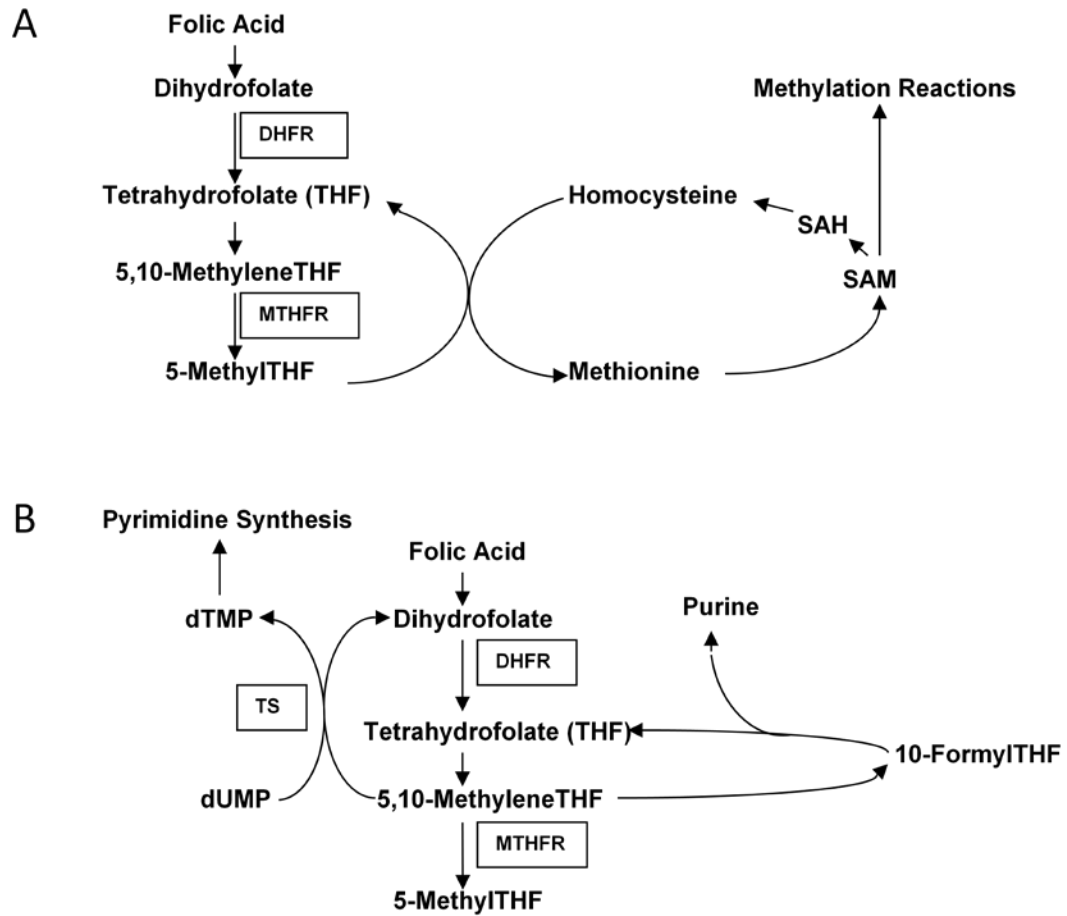 A
Folic Acid
Dihydrofolate
Methylation Reactions
DHFR
Tetrahydrofolate (THF)
Homocysteine
SAH
5,10-MethyleneTHF
SAM
MTHFR
5-MethylTHF
Methionine
B
Pyrimidine Synthesis
Folic Acid
dTMP
Dihydrofolate
Purine
DHFR
TS
Tetrahydrofolate (THF)
10-FormylTHF
dUMP
5,10-MethyleneTHF
MTHFR
5-MethylTHF